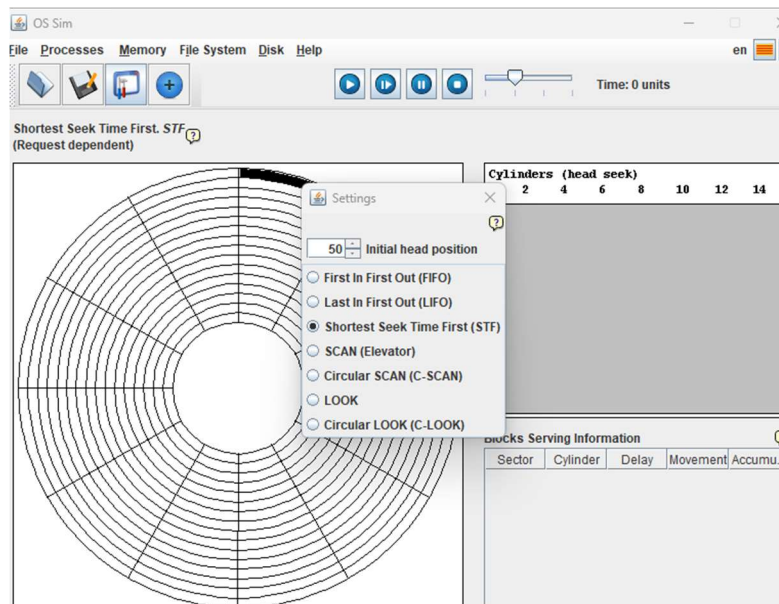 OS Sim
File Processes Memory File System Disk Help
en
Time: 0 units
Shortest Seek Time First. STF
(Request dependent)
?
Settings
?
50 Initial head position
First In First Out (FIFO)
Last In First Out (LIFO)
Shortest Seek Time First (STF)
SCAN (Elevator)
Circular SCAN (C-SCAN)
LOOK
Circular LOOK (C-LOOK)
Cylinders (head seek)
2 4 6 8 10 12 14
Blocks Serving Information
Sector Cylinder Delay Movement Accumu.